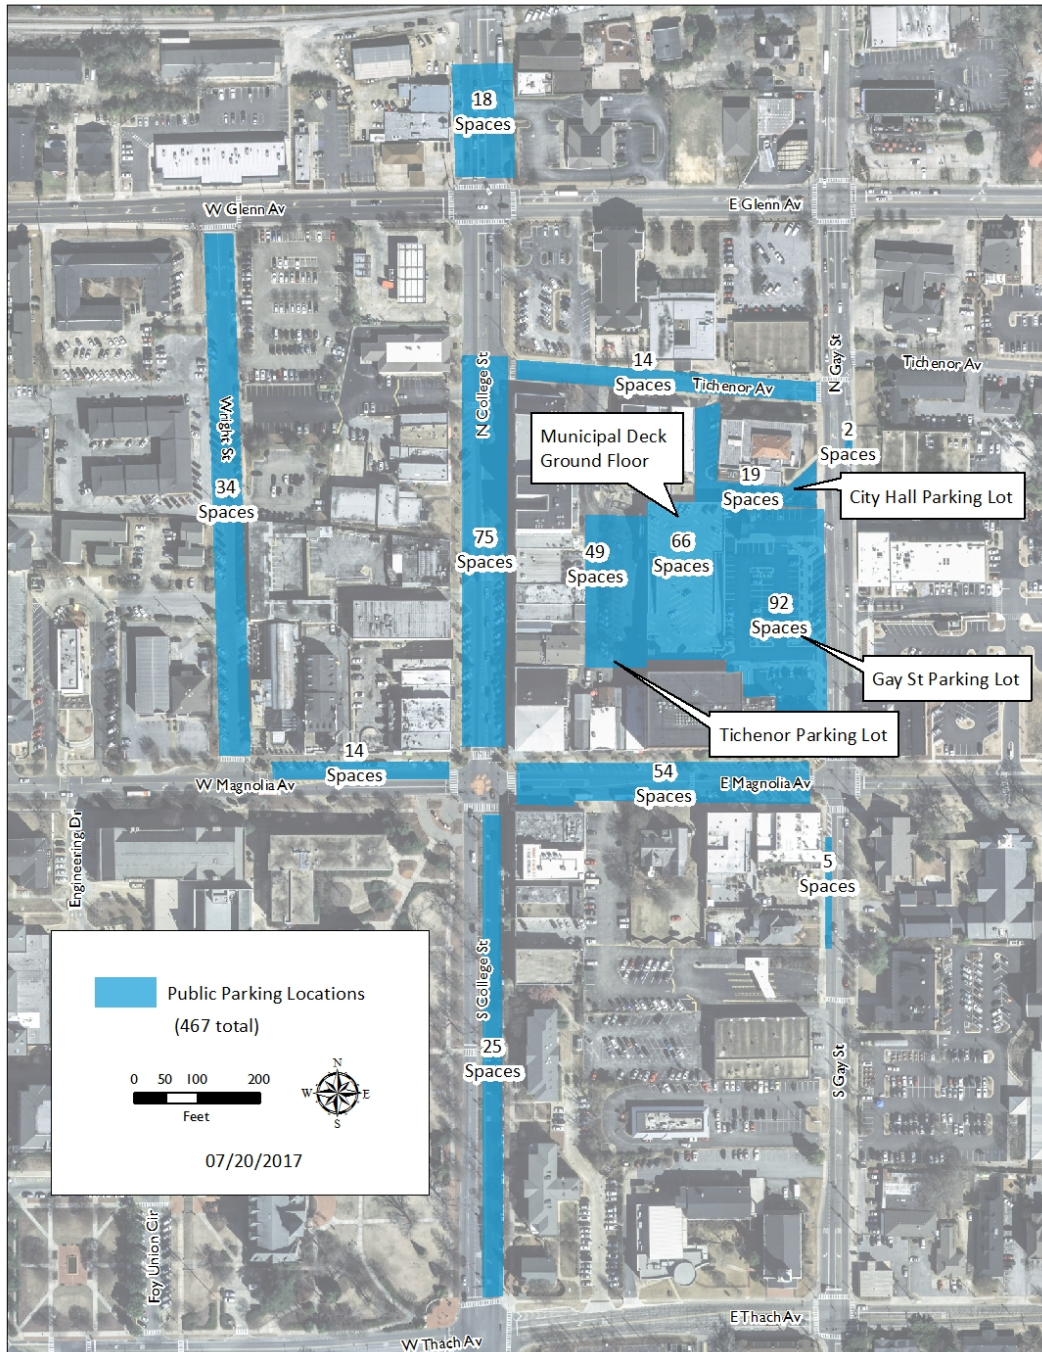 18
Spaces
W Glenn Av
E Glenn Av
N College St
N Gay St
14
Spaces
Tichenor Av
Tichenor Av
Wright St
34
Spaces
Municipal Deck
Ground Floor
2
Spaces
19
Spaces
City Hall Parking Lot
75
Spaces
49
Spaces
66
Spaces
92
Spaces
Gay St Parking Lot
Tichenor Parking Lot
14
Spaces
W Magnolia Av
54
Spaces
E Magnolia Av
Engineering Dr
5
Spaces
S College St
25
Spaces
S Gay St
Public Parking Locations
(467 total)
0 50 100 200
Feet
N
W E
S
07/20/2017
Foy Union Cir
W Thach Av
E Thach Av